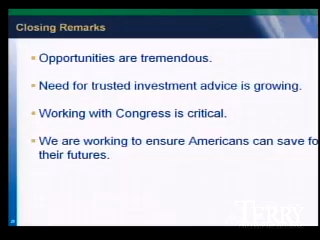 Closing Remarks
Opportunities are tremendous.
Need for trusted investment advice is growing.
Working with Congress is critical.
We are working to ensure Americans can save fo
their futures.
TERRY